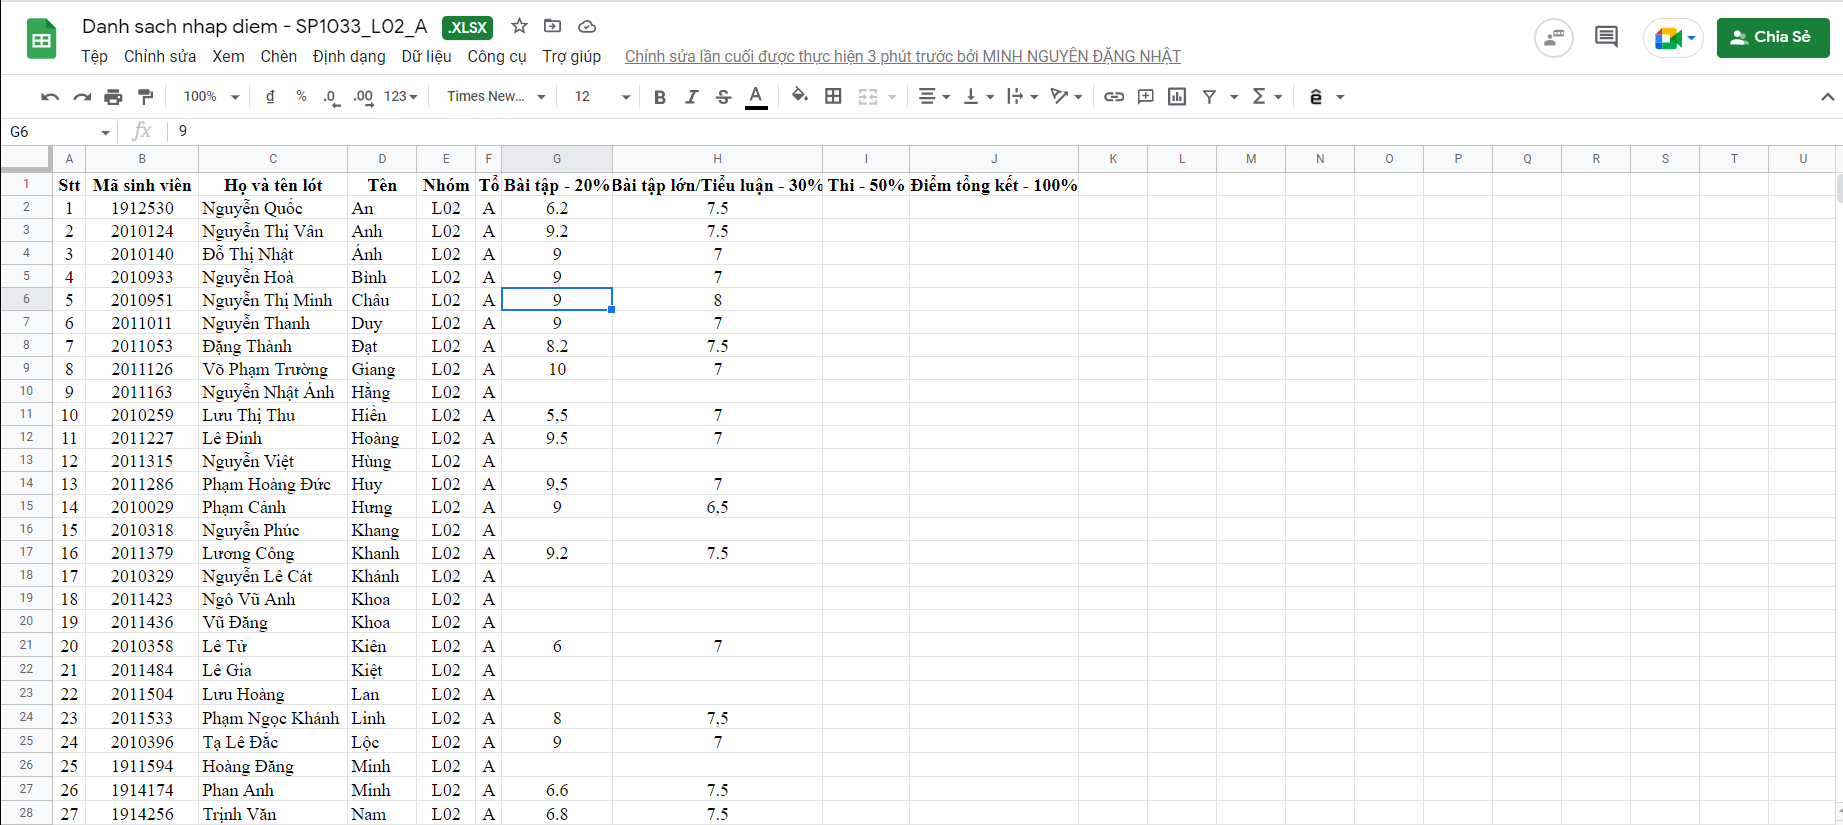 Danh sach nhap diem - SP1033_L02_A .XLSX
Tệp Chỉnh sửa Xem Chèn Định dạng Dữ liệu Công cụ Trợ giúp Chỉnh sửa lần cuối được thực hiện 3 phút trước bởi MINH NGUYÊN ĐẶNG NHẬT
Chia Sẻ
100% đ % .0 .00 123 Times New... 12 B I S A ê
G6 fx 9
A B C D E F G H I J K L M N O P Q R S T U
1 Stt Mã sinh viên Họ và tên lót Tên Nhóm Tổ Bài tập - 20% Bài tập lớn/Tiểu luận - 30% Thi - 50% Điểm tổng kết - 100%
2 1 1912530 Nguyễn Quốc An L02 A 6.2 7.5
3 2 2010124 Nguyễn Thị Vân Anh L02 A 9.2 7.5
4 3 2010140 Đỗ Thị Nhật Ánh L02 A 9 7
5 4 2010933 Nguyễn Hoà Bình L02 A 9 7
6 5 2010951 Nguyễn Thị Minh Châu L02 A 9 8
7 6 2011011 Nguyễn Thanh Duy L02 A 9 7
8 7 2011053 Đặng Thành Đạt L02 A 8.2 7.5
9 8 2011126 Võ Phạm Trường Giang L02 A 10 7
10 9 2011163 Nguyễn Nhật Ánh Hằng L02 A
11 10 2010259 Lưu Thị Thu Hiền L02 A 5,5 7
12 11 2011227 Lê Đình Hoàng L02 A 9.5 7
13 12 2011315 Nguyễn Việt Hùng L02 A
14 13 2011286 Phạm Hoàng Đức Huy L02 A 9,5 7
15 14 2010029 Phạm Cảnh Hưng L02 A 9 6,5
16 15 2010318 Nguyễn Phúc Khang L02 A
17 16 2011379 Lương Công Khanh L02 A 9.2 7.5
18 17 2010329 Nguyễn Lê Cát Khánh L02 A
19 18 2011423 Ngô Vũ Anh Khoa L02 A
20 19 2011436 Vũ Đăng Khoa L02 A
21 20 2010358 Lê Tử Kiên L02 A 6 7
22 21 2011484 Lê Gia Kiệt L02 A
23 22 2011504 Lưu Hoàng Lan L02 A
24 23 2011533 Phạm Ngọc Khánh Linh L02 A 8 7,5
25 24 2010396 Tạ Lê Đắc Lộc L02 A 9 7
26 25 1911594 Hoàng Đăng Minh L02 A
27 26 1914174 Phan Anh Minh L02 A 6.6 7.5
28 27 1914256 Trịnh Văn Nam L02 A 6.8 7.5